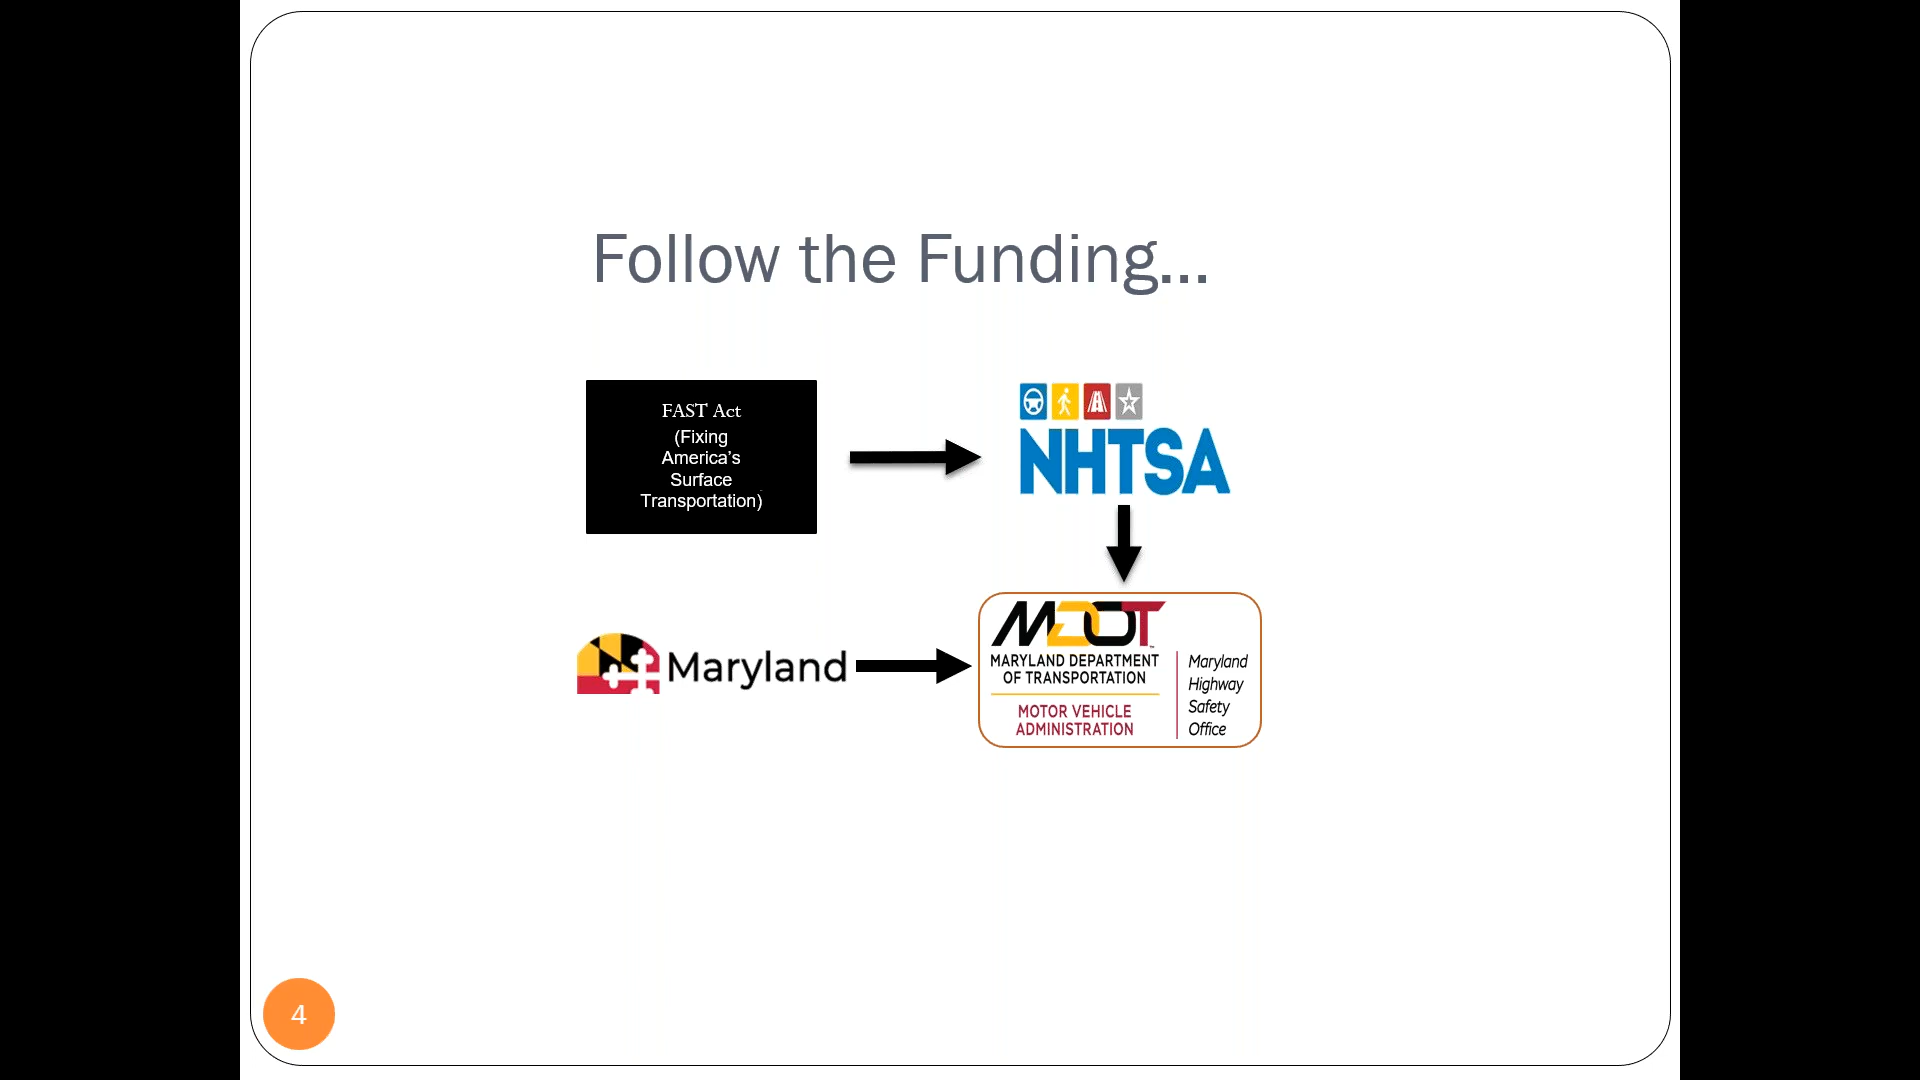 Follow the Funding...
FAST Act
(Fixing
America’s
Surface
Transportation)
NHTSA
Maryland
MDOT
MARYLAND DEPARTMENT
OF TRANSPORTATION
MOTOR VEHICLE
ADMINISTRATION
Maryland
Highway
Safety
Office
4